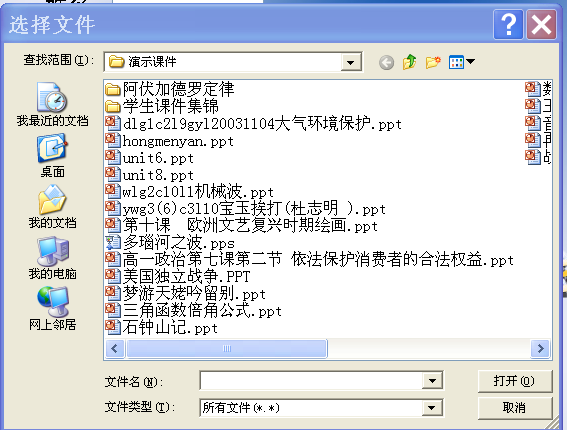 选择文件
查找范围(I):
演示课件
我最近的文档
桌面
我的文档
我的电脑
网上邻居
阿伏加德罗定律
学生课件集锦
dlg1c2l9gyl20031104大气环境保护.ppt
hongmenyan.ppt
unit6.ppt
unit8.ppt
wlg2c10l1机械波.ppt
ywg3(6)c3l10宝玉挨打(杜志明 ).ppt
第十课 欧洲文艺复兴时期绘画.ppt
多瑙河之波.pps
高一政治第七课第二节 依法保护消费者的合法权益.ppt
美国独立战争.PPT
梦游天姥吟留别.ppt
三角函数倍角公式.ppt
石钟山记.ppt
文件名(N):
打开(O)
文件类型(T):
所有文件(*.*)
取消